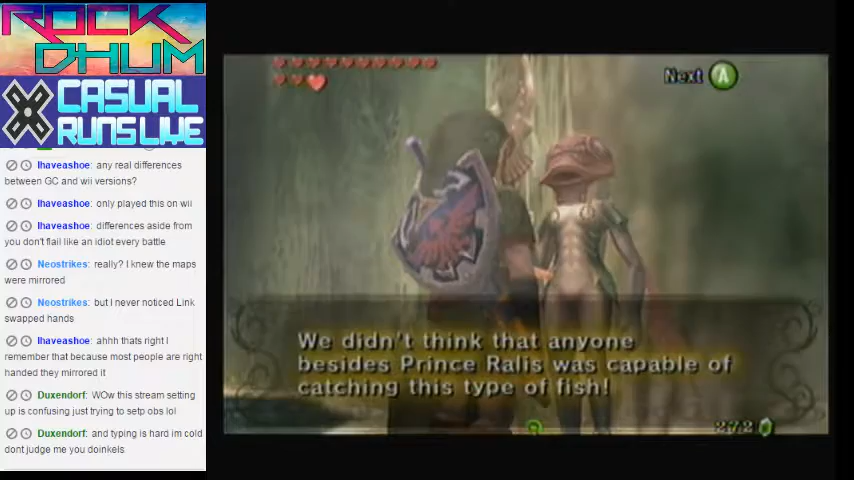 ROCK
DHUM
CASUAL
RUNS LIVE
Ihaveashoe: any real differences
between GC and wii versions?
Ihaveashoe: only played this on wii
Ihaveashoe: differences aside from
you don't flail like an idiot every battle
Neostrikes: really? I knew the maps
were mirrored
Neostrikes: but I never noticed Link
swapped hands
Ihaveashoe: ahhh thats right I
remember that because most people are right
handed they mirrored it
Duxendorf: WOw this stream setting
up is confusing just trying to setp obs lol
Duxendorf: and typing is hard im cold
dont judge me you doinkels
Next A
We didn't think that anyone
besides Prince Ralis was capable of
catching this type of fish!
272